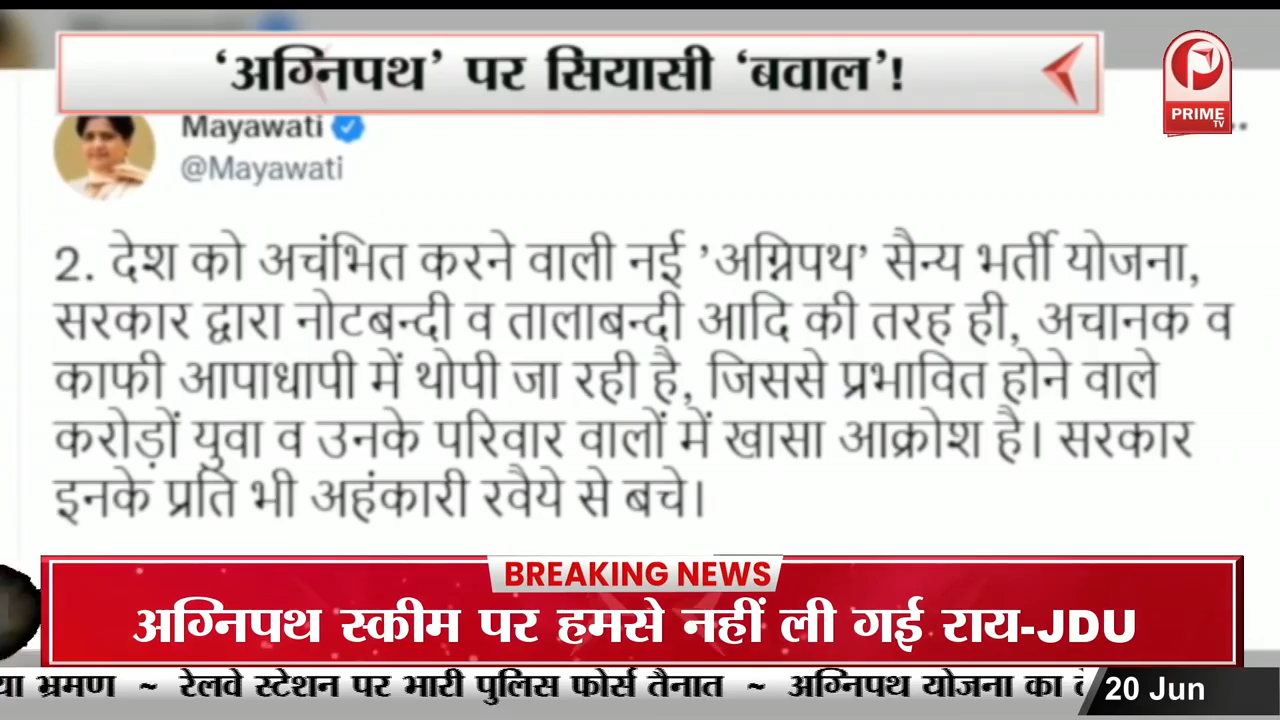 ‘अग्निपथ’ पर सियासी ‘बवाल’!
PRIME
TV
Mayawati
@Mayawati
2. देश को अचंभित करने वाली नई ’अग्निपथ’ सैन्य भर्ती योजना,
सरकार द्वारा नोटबन्दी व तालाबन्दी आदि की तरह ही, अचानक व
काफी आपाधापी में थोपी जा रही है, जिससे प्रभावित होने वाले
करोड़ों युवा व उनके परिवार वालों में खासा आक्रोश है। सरकार
इनके प्रति भी अहंकारी रवैये से बचे।
BREAKING NEWS
अग्निपथ स्कीम पर हमसे नहीं ली गई राय-JDU
भ्रमण ~ रेलवे स्टेशन पर भारी पुलिस फोर्स तैनात ~ अग्निपथ योजना का
20 Jun